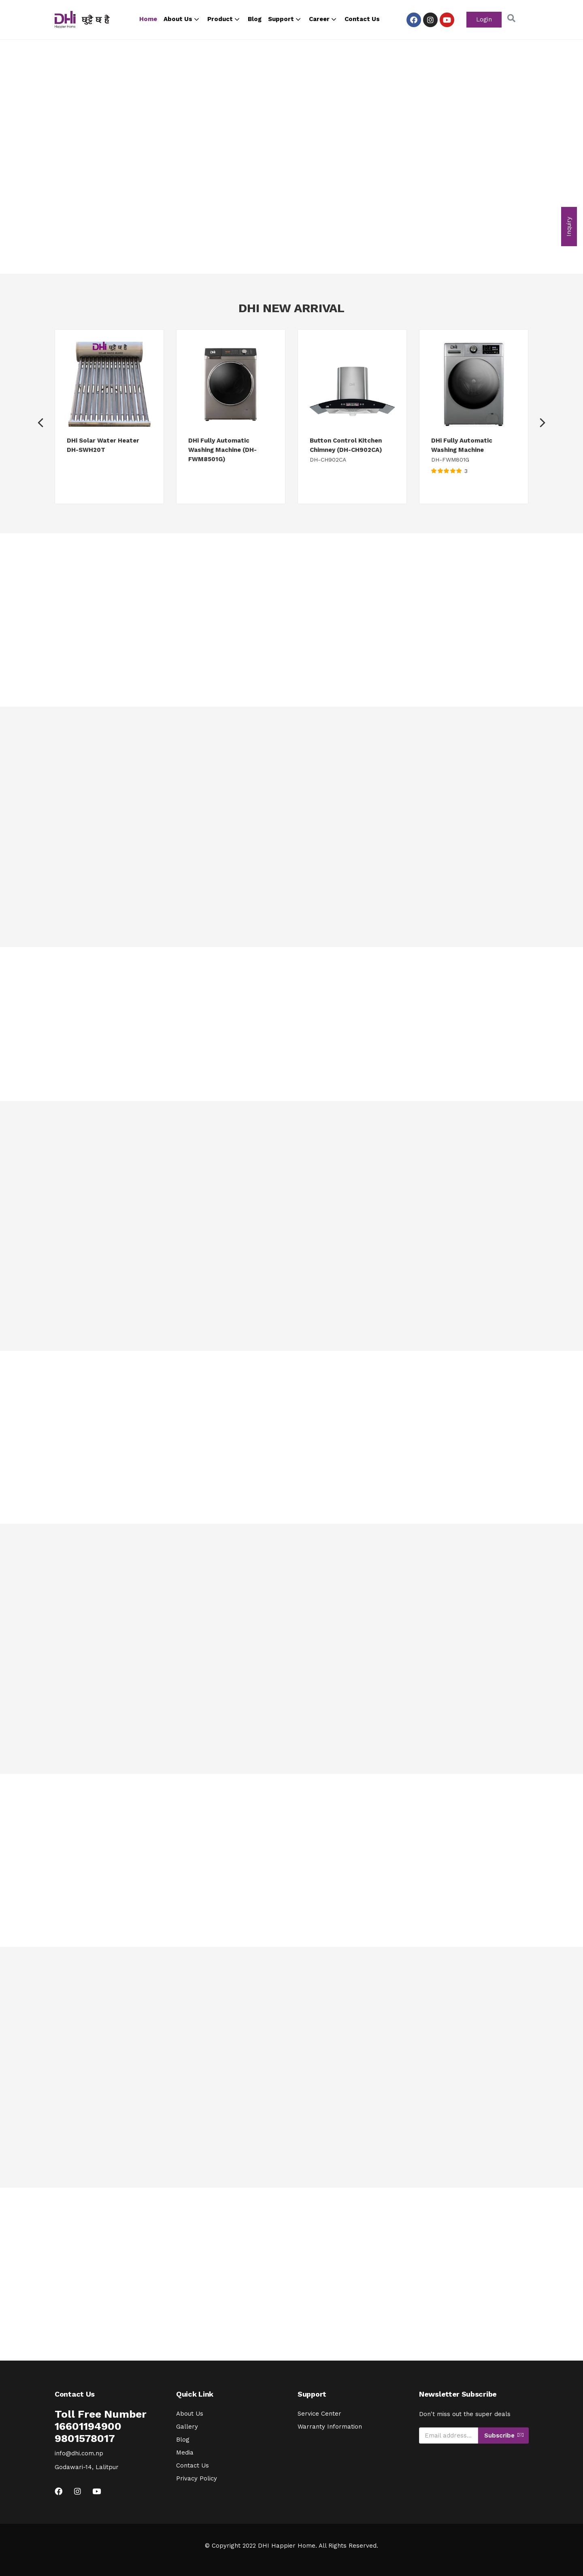 DHI छुट्टै छ है
Happier Home
Home About Us Product Blog Support Career Contact Us Login
Inquiry
DHI NEW ARRIVAL
DHI छुट्टै छ है
DHI Solar Water Heater
DH-SWH20T
DHI Fully Automatic
Washing Machine (DH-
FWM8501G)
Button Control Kitchen
Chimney (DH-CH902CA)
DH-CH902CA
DHI Fully Automatic
Washing Machine
DH-FWM601G
3
Contact Us
Toll Free Number
16601194900
9801578017
info@dhi.com.np
Godawari-14, Lalitpur
Quick Link
About Us
Gallery
Blog
Media
Contact Us
Privacy Policy
Support
Service Center
Warranty Information
Newsletter Subscribe
Don't miss out the super deals
Email address... Subscribe
© Copyright 2022 DHI Happier Home. All Rights Reserved.